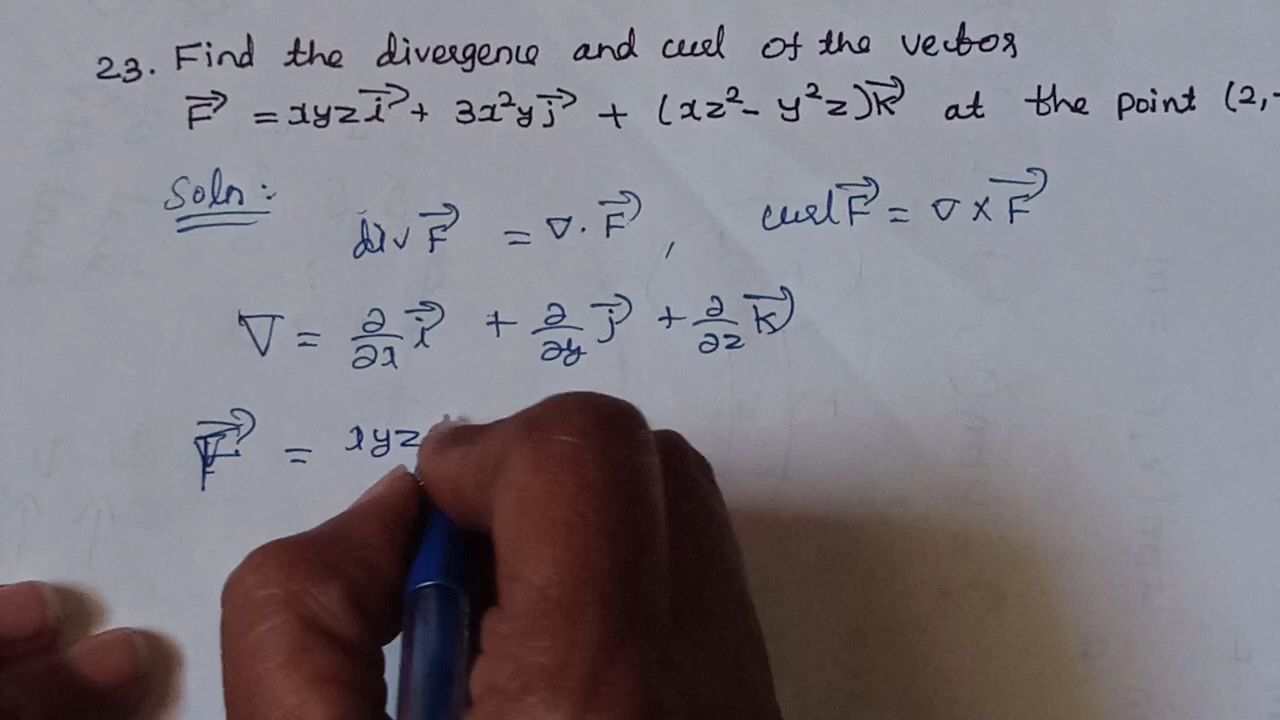 23. Find the divergence and curl of the vector
F⃗ = xyz i⃗ + 3x²y j⃗ + (xz² - y²z) k⃗ at the point (2,-
Soln:
div F⃗ = ∇ . F⃗ , curl F⃗ = ∇ × F⃗
∇ = ∂/∂x i⃗ + ∂/∂y j⃗ + ∂/∂z k⃗
F⃗ = xyz